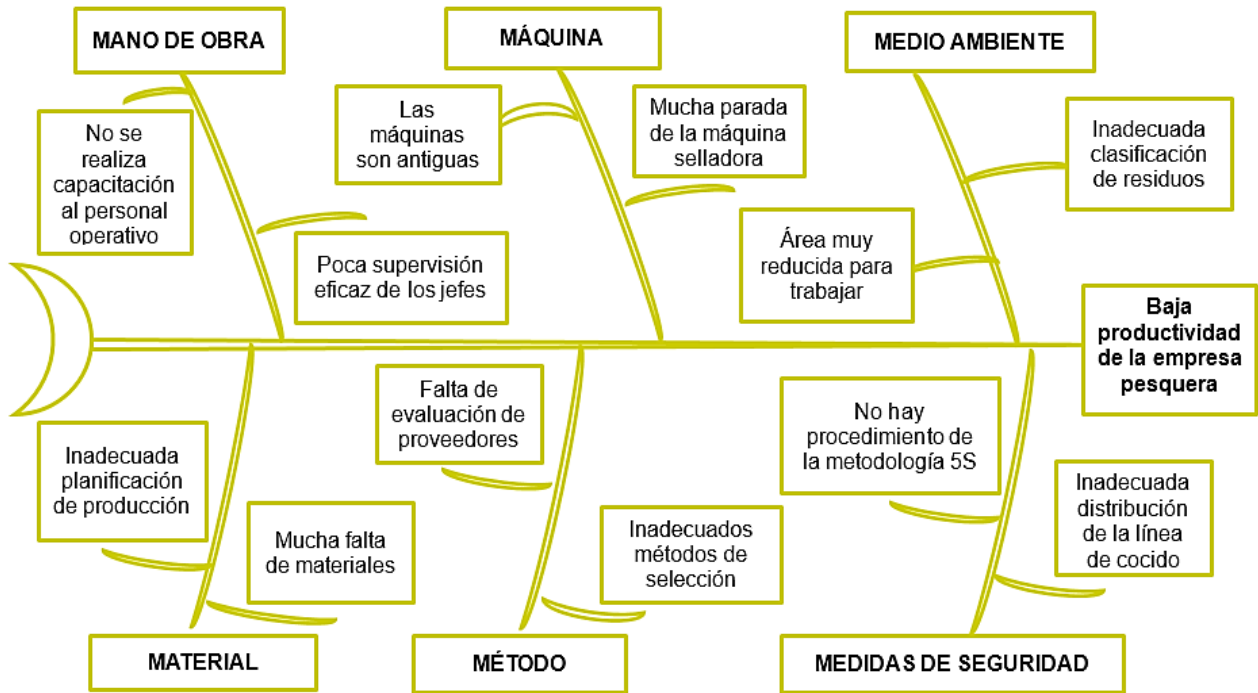 MANO DE OBRA
MÁQUINA
MEDIO AMBIENTE
No se
realiza
capacitación
al personal
operativo
Poca supervisión
eficaz de los jefes
Las
máquinas
son antiguas
Mucha parada
de la máquina
selladora
Inadecuada
clasificación
de residuos
Área muy
reducida para
trabajar
Baja
productividad
de la empresa
pesquera
Inadecuada
planificación
de producción
Mucha falta
de materiales
Falta de
evaluación de
proveedores
Inadecuados
métodos de
selección
No hay
procedimiento de
la metodología 5S
Inadecuada
distribución
de la línea
de cocido
MATERIAL
MÉTODO
MEDIDAS DE SEGURIDAD